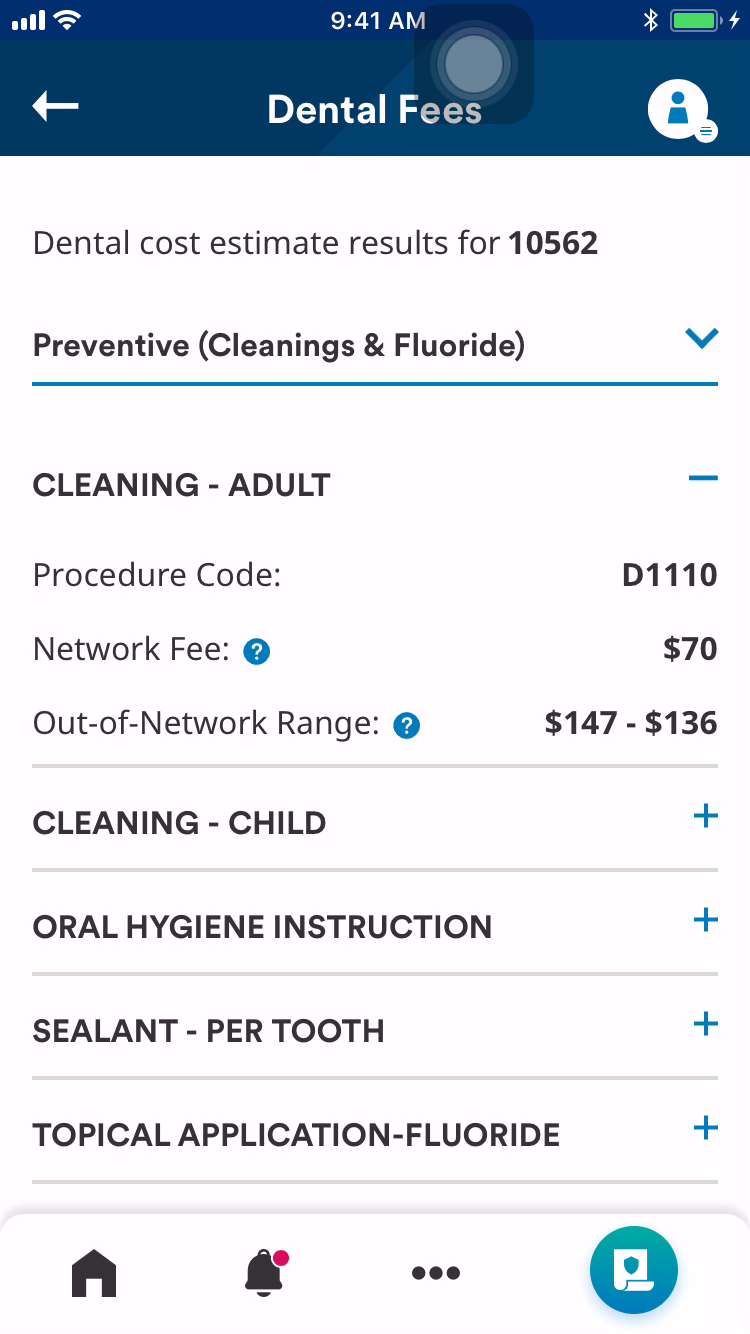 9:41 AM
Dental Fees
Dental cost estimate results for 10562
Preventive (Cleanings & Fluoride)
CLEANING - ADULT
Procedure Code: D1110
Network Fee: ? $70
Out-of-Network Range: ? $147 - $136
CLEANING - CHILD
ORAL HYGIENE INSTRUCTION
SEALANT - PER TOOTH
TOPICAL APPLICATION-FLUORIDE